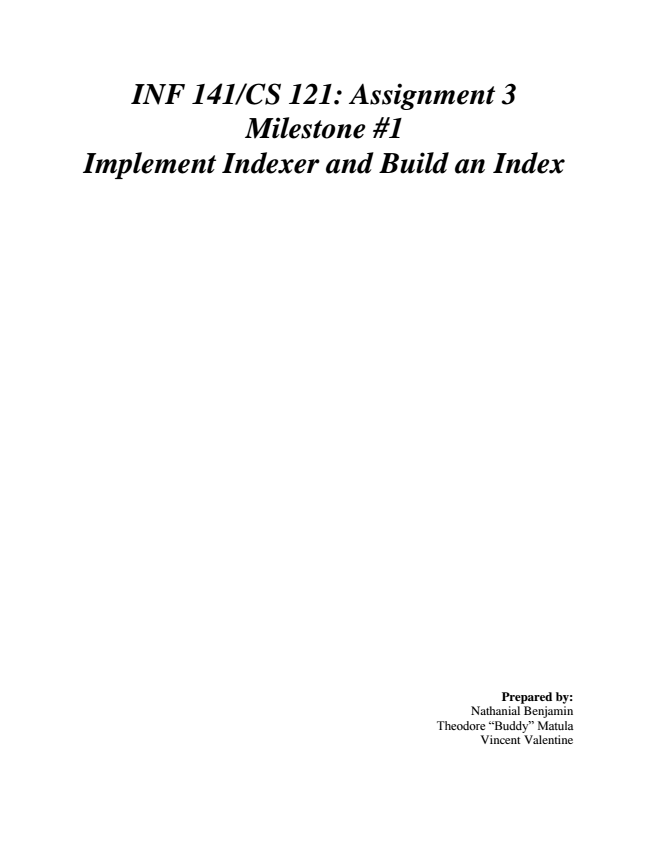 INF 141/CS 121: Assignment 3
Milestone #1
Implement Indexer and Build an Index
Prepared by:
Nathanial Benjamin
Theodore “Buddy” Matula
Vincent Valentine